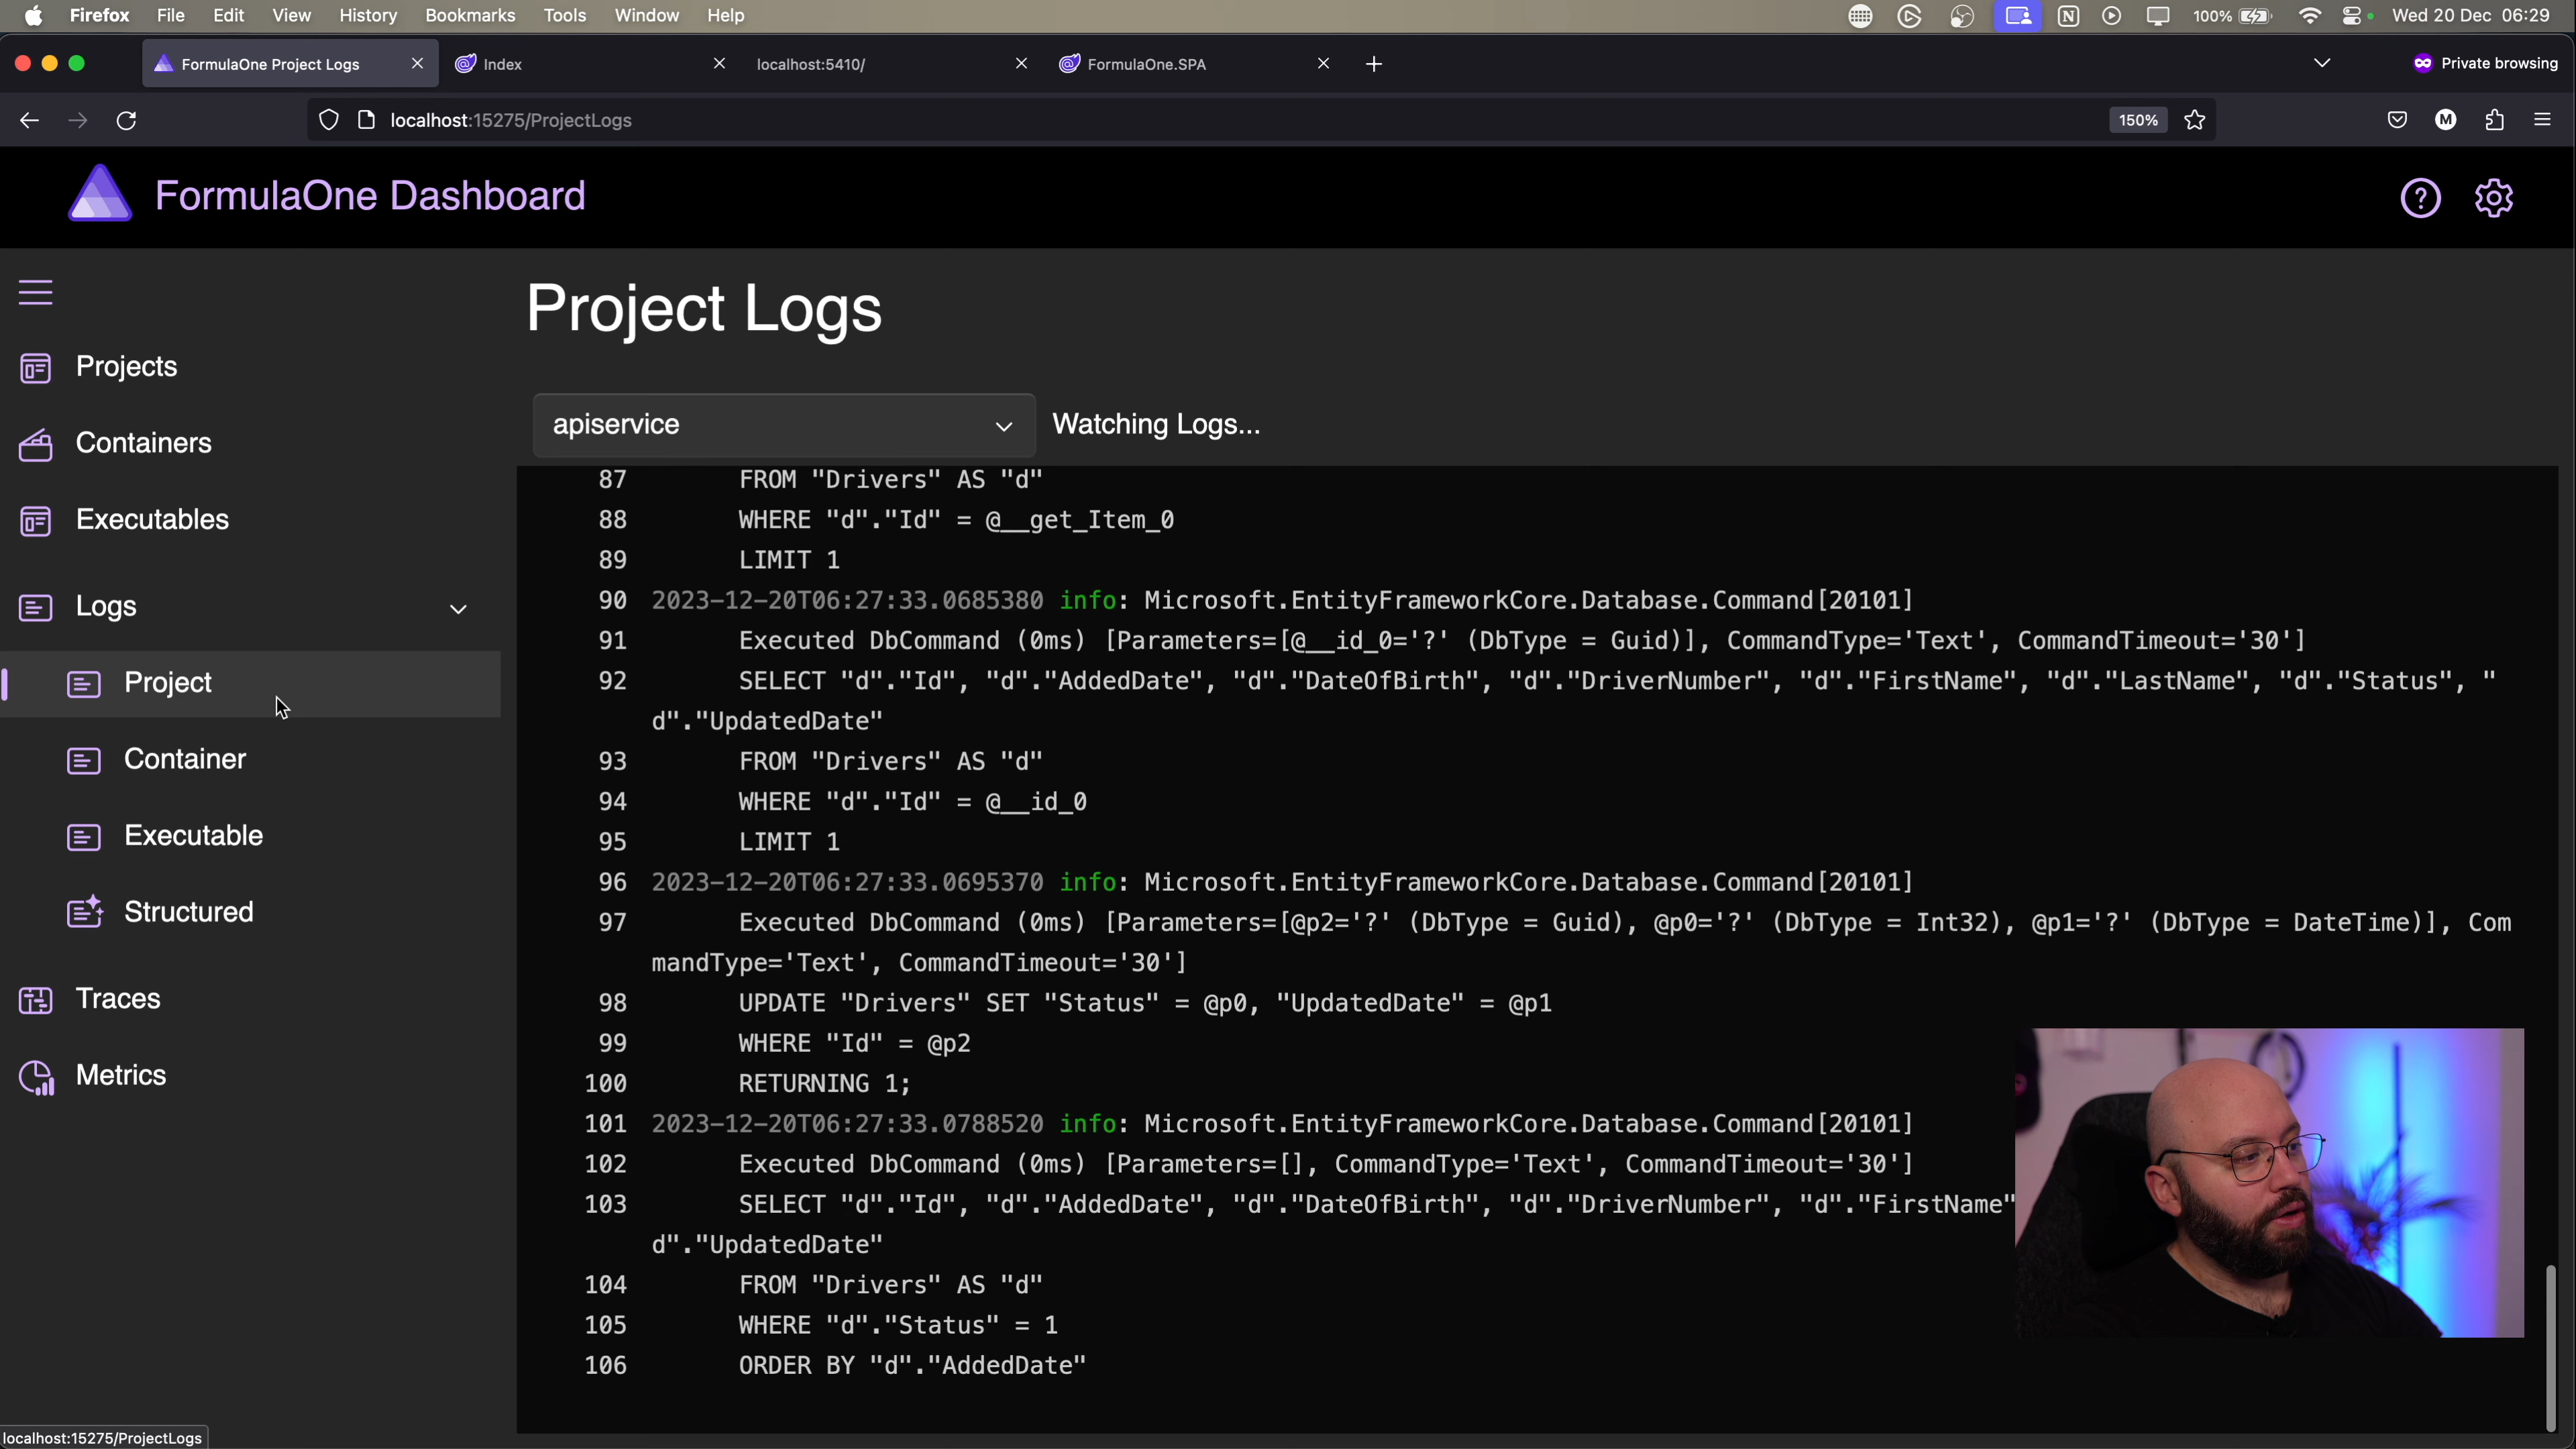 Firefox File Edit View History Bookmarks Tools Window Help 100% Wed 20 Dec 06:29
FormulaOne Project Logs Index localhost:5410/ FormulaOne.SPA Private browsing
localhost:15275/ProjectLogs 150% M
FormulaOne Dashboard
Project Logs
Projects
Containers
Executables
Logs
Project
Container
Executable
Structured
Traces
Metrics
apiservice Watching Logs...
87 FROM "Drivers" AS "d"
88 WHERE "d"."Id" = @__get_Item_0
89 LIMIT 1
90 2023-12-20T06:27:33.0685380 info: Microsoft.EntityFrameworkCore.Database.Command[20101]
91 Executed DbCommand (0ms) [Parameters=[@__id_0='?' (DbType = Guid)], CommandType='Text', CommandTimeout='30']
92 SELECT "d"."Id", "d"."AddedDate", "d"."DateOfBirth", "d"."DriverNumber", "d"."FirstName", "d"."LastName", "d"."Status", "
d"."UpdatedDate"
93 FROM "Drivers" AS "d"
94 WHERE "d"."Id" = @__id_0
95 LIMIT 1
96 2023-12-20T06:27:33.0695370 info: Microsoft.EntityFrameworkCore.Database.Command[20101]
97 Executed DbCommand (0ms) [Parameters=[@p2='?' (DbType = Guid), @p0='?' (DbType = Int32), @p1='?' (DbType = DateTime)], Com
mandType='Text', CommandTimeout='30']
98 UPDATE "Drivers" SET "Status" = @p0, "UpdatedDate" = @p1
99 WHERE "Id" = @p2
100 RETURNING 1;
101 2023-12-20T06:27:33.0788520 info: Microsoft.EntityFrameworkCore.Database.Command[20101]
102 Executed DbCommand (0ms) [Parameters=[], CommandType='Text', CommandTimeout='30']
103 SELECT "d"."Id", "d"."AddedDate", "d"."DateOfBirth", "d"."DriverNumber", "d"."FirstName"
d"."UpdatedDate"
104 FROM "Drivers" AS "d"
105 WHERE "d"."Status" = 1
106 ORDER BY "d"."AddedDate"
localhost:15275/ProjectLogs